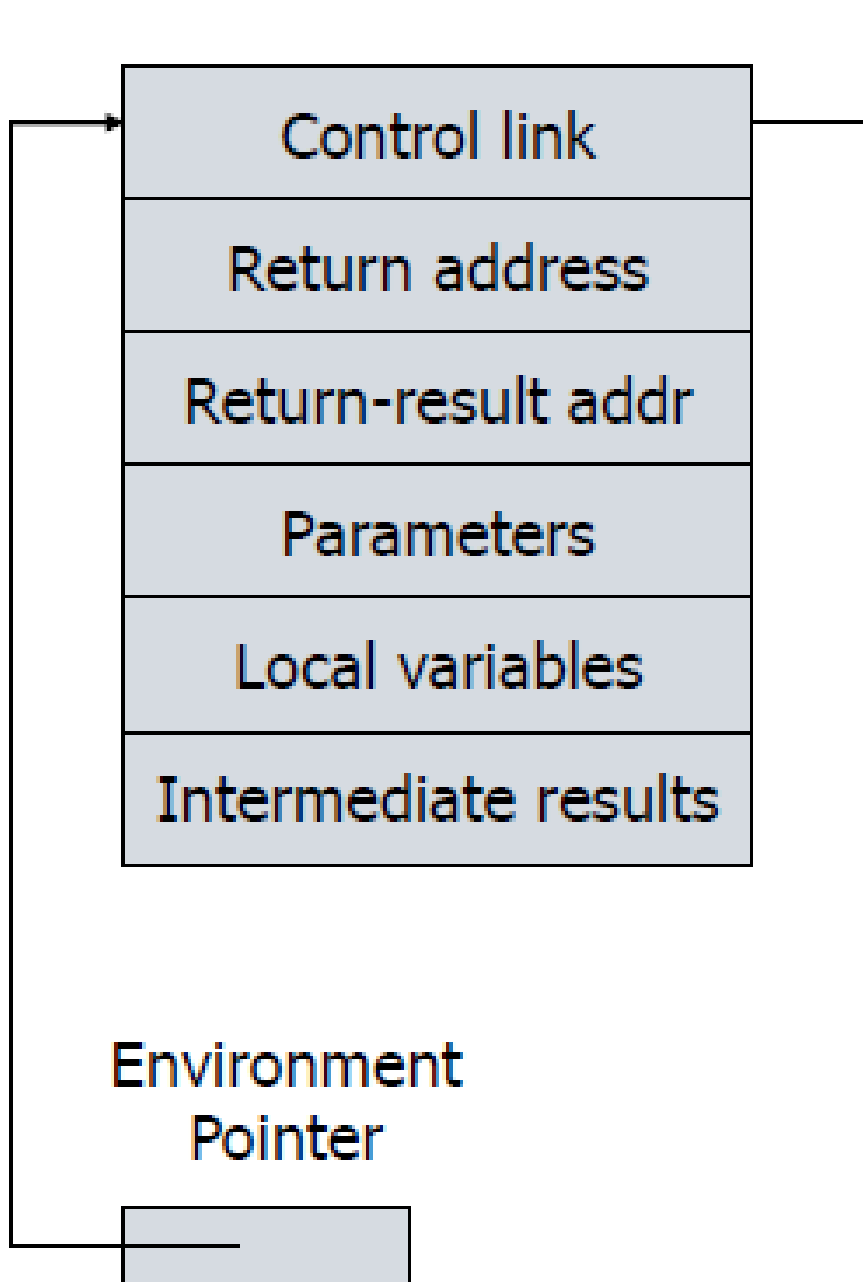 Control link
Return address
Return-result addr
Parameters
Local variables
Intermediate results
Environment
Pointer